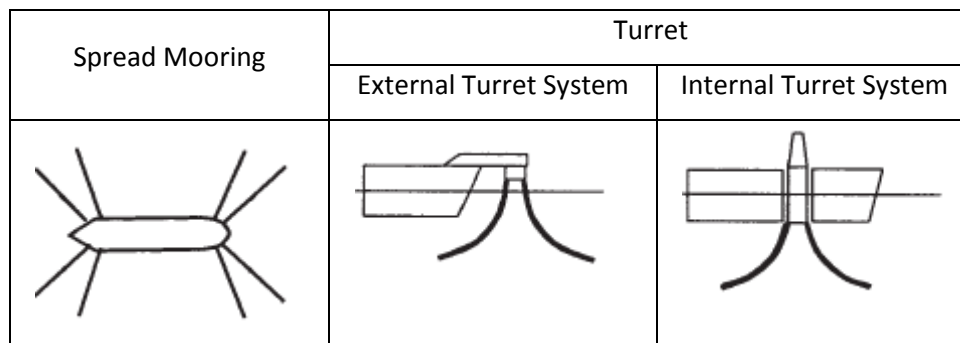 Spread Mooring
Turret
External Turret System
Internal Turret System